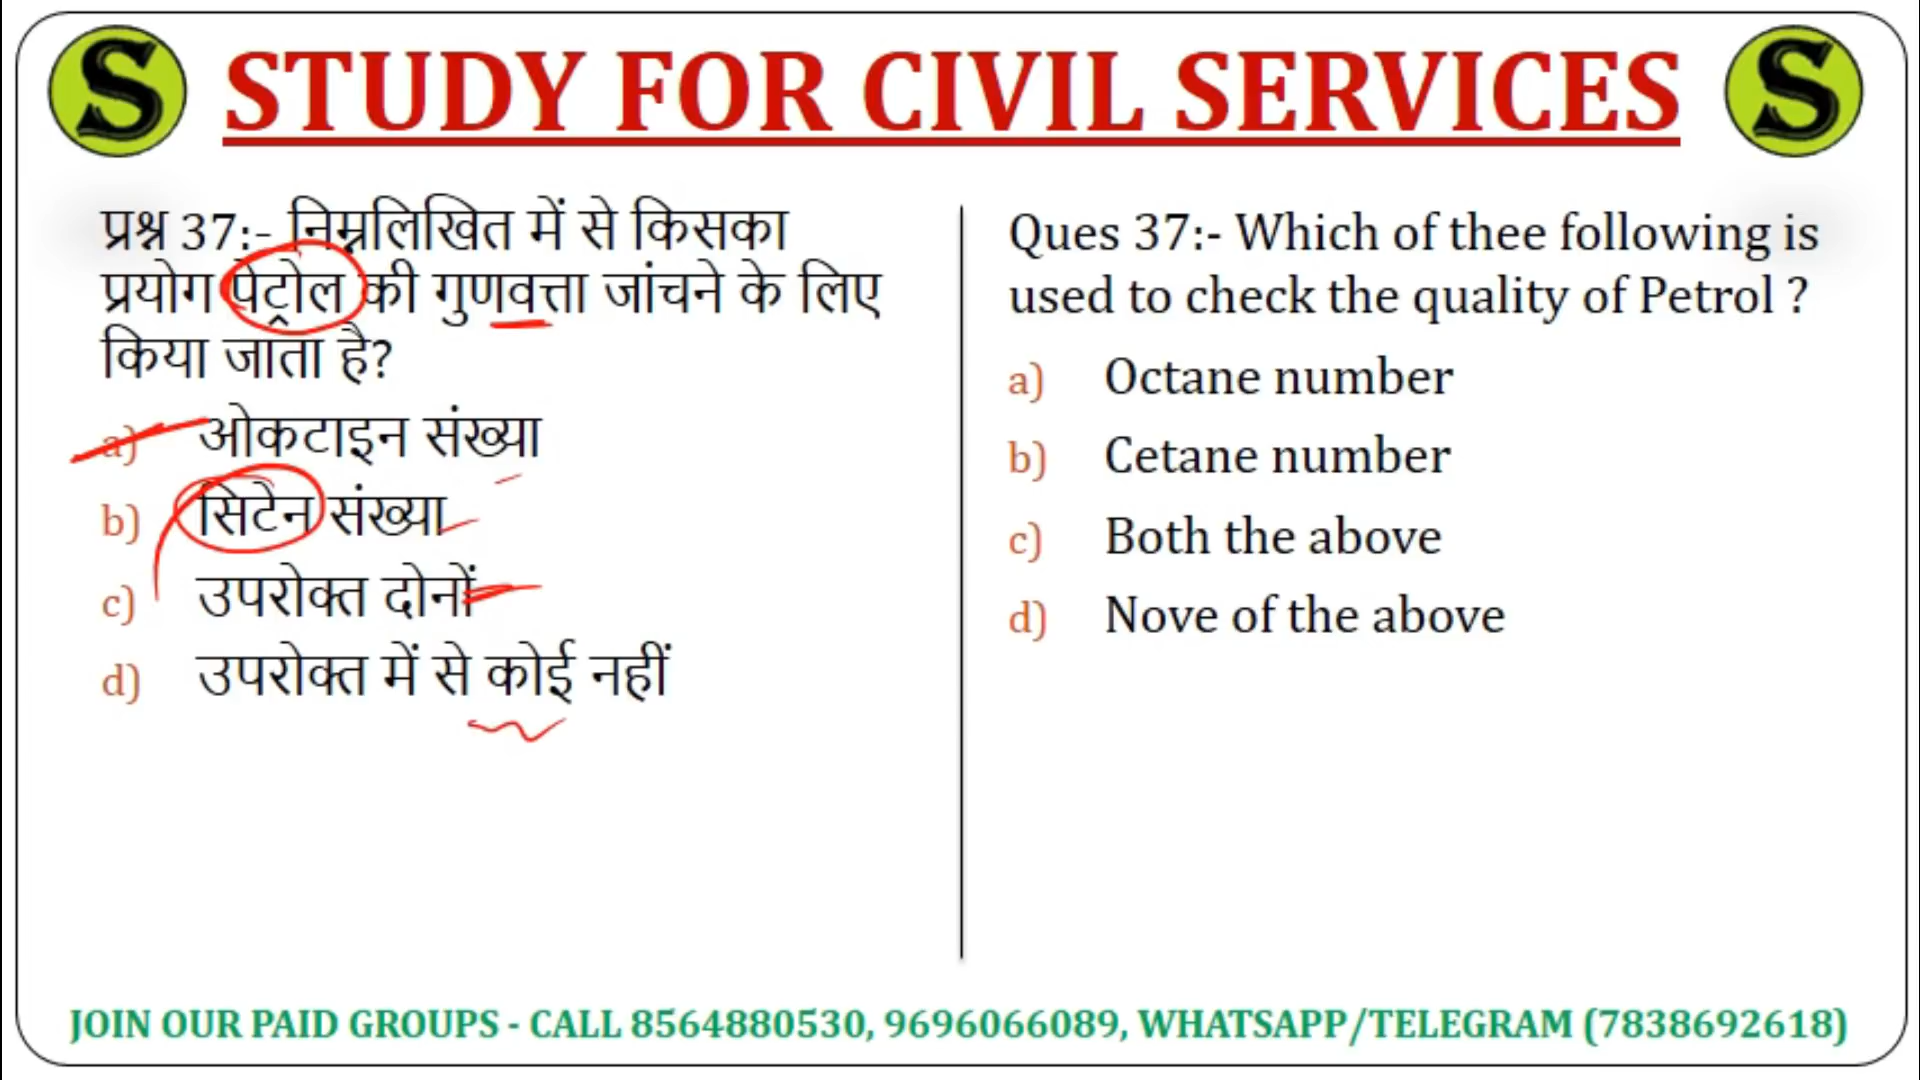 S STUDY FOR CIVIL SERVICES S
प्रश्न 37:- निम्नलिखित में से किसका
प्रयोग पेट्रोल की गुणवत्ता जांचने के लिए
किया जाता है?
a) ओकटाइन संख्या
b) सिटेन संख्या
c) उपरोक्त दोनों
d) उपरोक्त में से कोई नहीं
Ques 37:- Which of thee following is
used to check the quality of Petrol ?
a) Octane number
b) Cetane number
c) Both the above
d) Nove of the above
JOIN OUR PAID GROUPS - CALL 8564880530, 9696066089, WHATSAPP/TELEGRAM (7838692618)